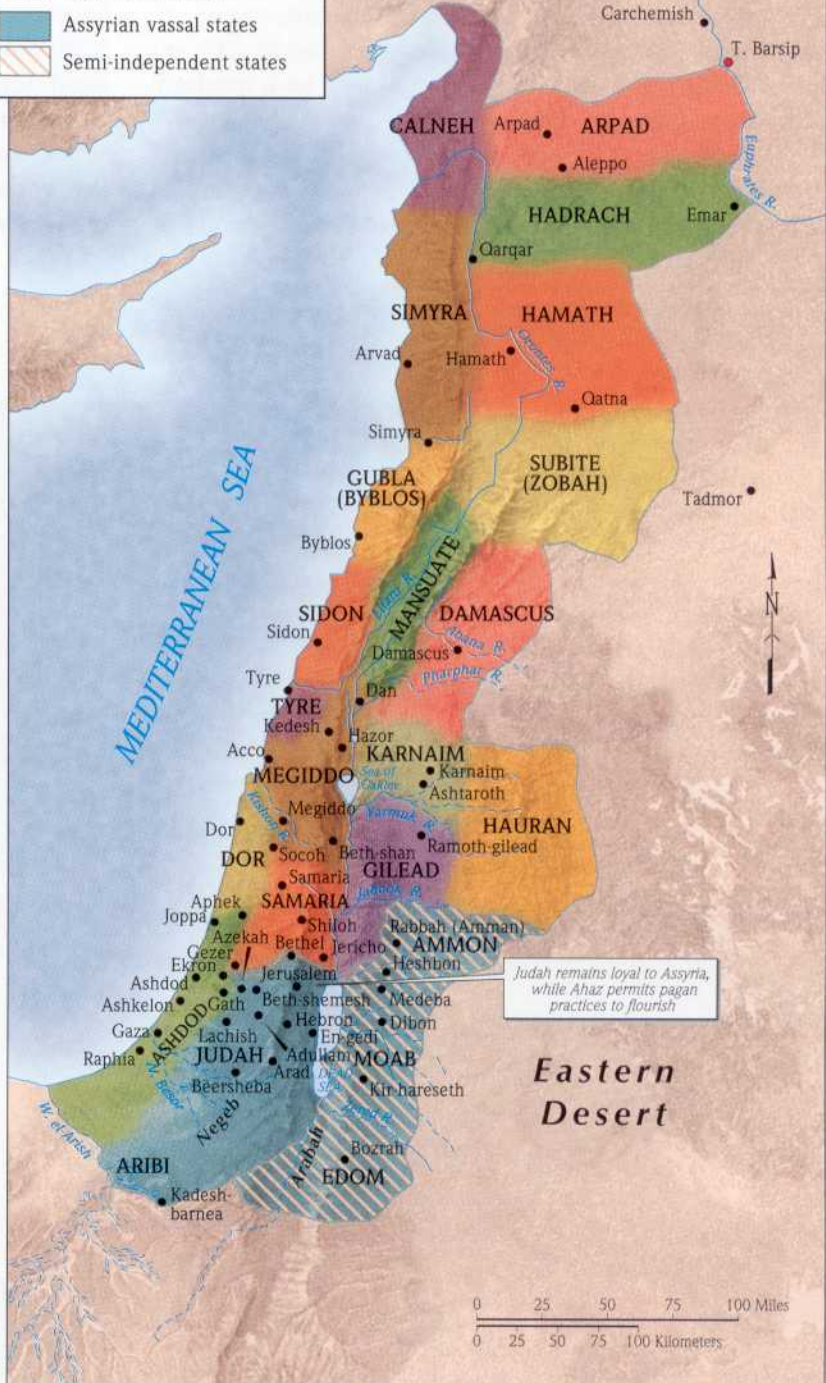 Assyrian vassal states
Semi-independent states
Carchemish
T. Barsip
CALNEH
Arpad
ARPAD
Aleppo
Euphrates R.
HADRACH
Emar
Qarqar
SIMYRA
HAMATH
Arvad
Hamath
Orontes R.
Qatna
Simyra
SUBITE
(ZOBAH)
GUBLA
(BYBLOS)
Tadmor
MEDITERRANEAN SEA
Byblos
MANSUATE
Litani R.
N
SIDON
DAMASCUS
Sidon
Abana R.
Damascus
Pharphar R.
Tyre
Dan
TYRE
Kedesh
Hazor
Acco
KARNAIM
MEGIDDO
Sea of
Galilee
Karnaim
Ashtaroth
Kishon R.
Megiddo
Yarmuk R.
HAURAN
Dor
Ramoth-gilead
DOR
Socoh
Beth-shan
GILEAD
Samaria
Jabbok R.
SAMARIA
Aphek
Joppa
Shiloh
Rabbah (Amman)
Azekah
Bethel
Jericho
AMMON
Gezer
Heshbon
Ekron
Jerusalem
Judah remains loyal to Assyria,
while Ahaz permits pagan
practices to flourish
Ashdod
Gath
Beth-shemesh
Medeba
Ashkelon
ASHDOD
Hebron
Dibon
Gaza
Lachish
En-gedi
Raphia
JUDAH
Adullam
MOAB
Eastern
Desert
Arad
DEAD
SEA
N. Besor
Beersheba
Kir-hareseth
Negeb
Zered R.
W. el-Arish
Arabah
Bozrah
ARIBI
EDOM
Kadesh-
barnea
0 25 50 75 100 Miles
0 25 50 75 100 Kilometers